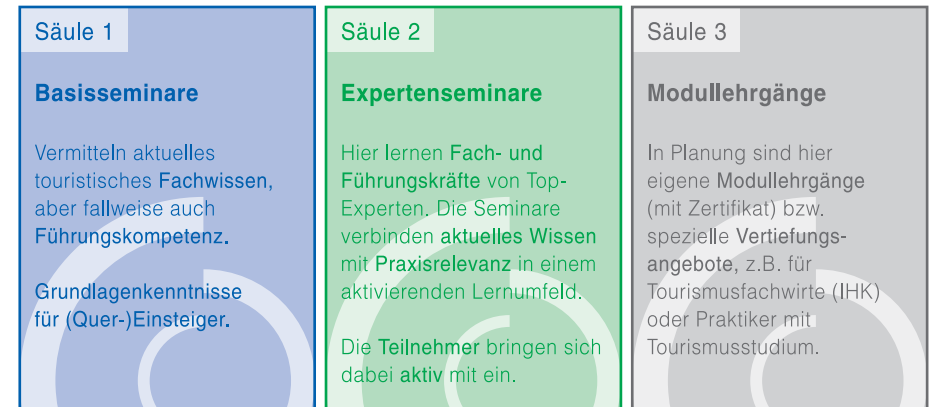 Säule 1
Basisseminare
Vermitteln aktuelles
touristisches Fachwissen,
aber fallweise auch
Führungskompetenz.
Grundlagenkenntnisse
für (Quer-)Einsteiger.
Säule 2
Expertenseminare
Hier lernen Fach- und
Führungskräfte von Top-
Experten. Die Seminare
verbinden aktuelles Wissen
mit Praxisrelevanz in einem
aktivierenden Lernumfeld.
Die Teilnehmer bringen sich
dabei aktiv mit ein.
Säule 3
Modullehrgänge
In Planung sind hier
eigene Modullehrgänge
(mit Zertifikat) bzw.
spezielle Vertiefungs-
angebote, z.B. für
Tourismusfachwirte (IHK)
oder Praktiker mit
Tourismusstudium.